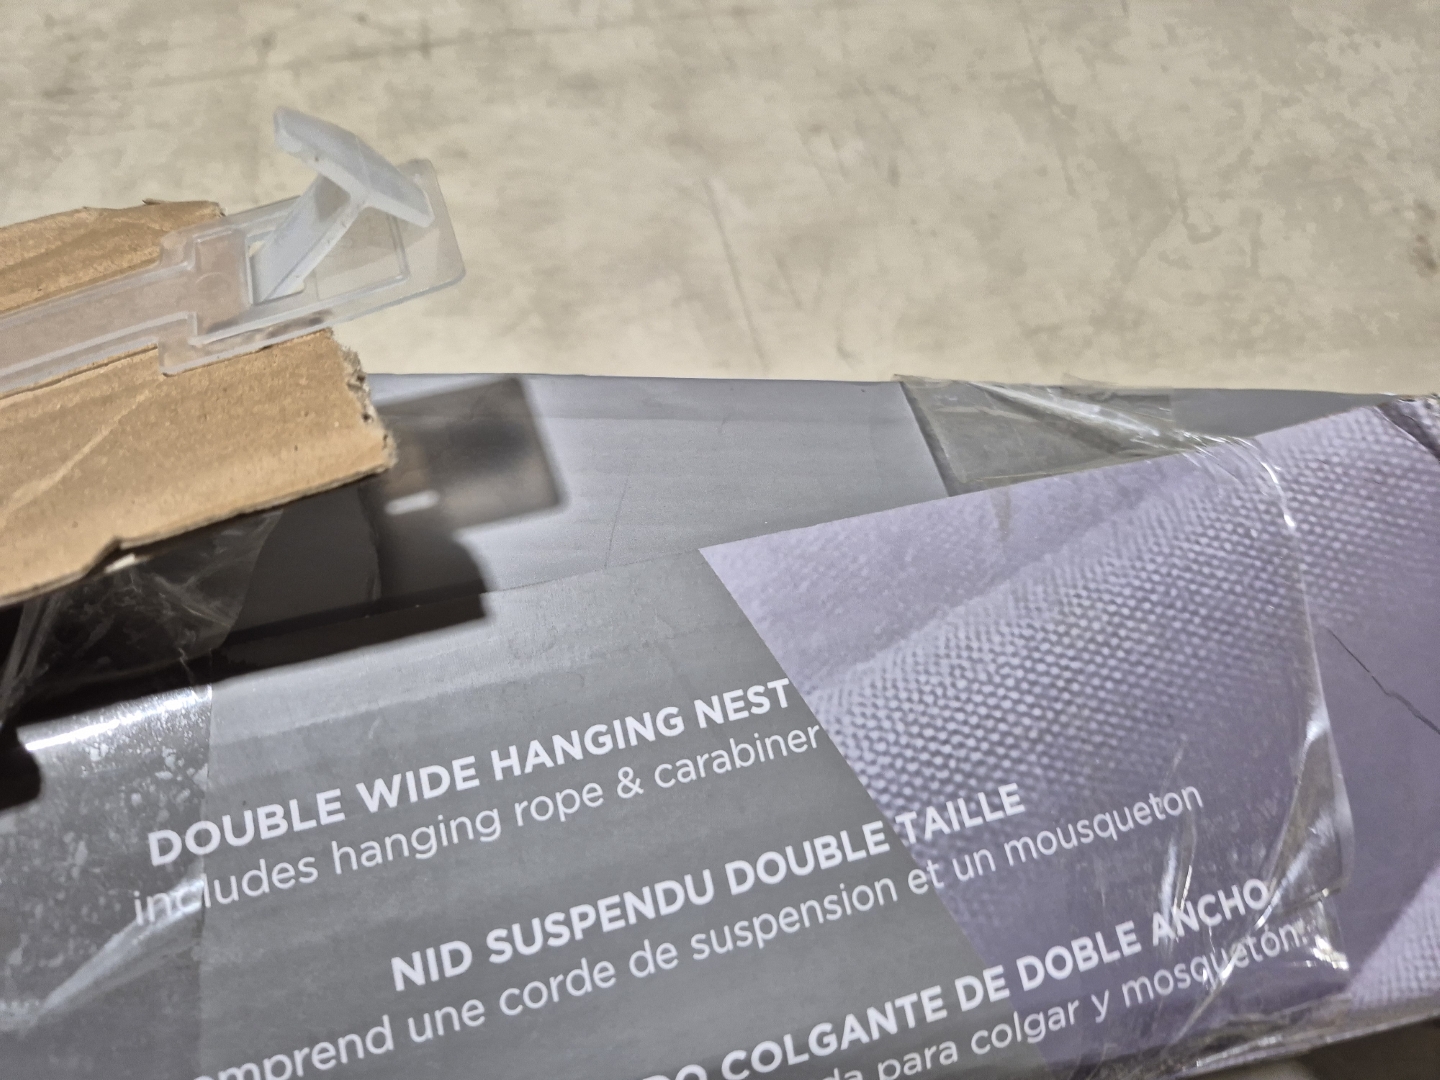 DOUBLE WIDE HANGING NEST
includes hanging rope & carabiner
NID SUSPENDU DOUBLE TAILLE
une corde de suspension et un mousqueton
COLGANTE DE DOBLE ANCHO
para colgar y mosquetón